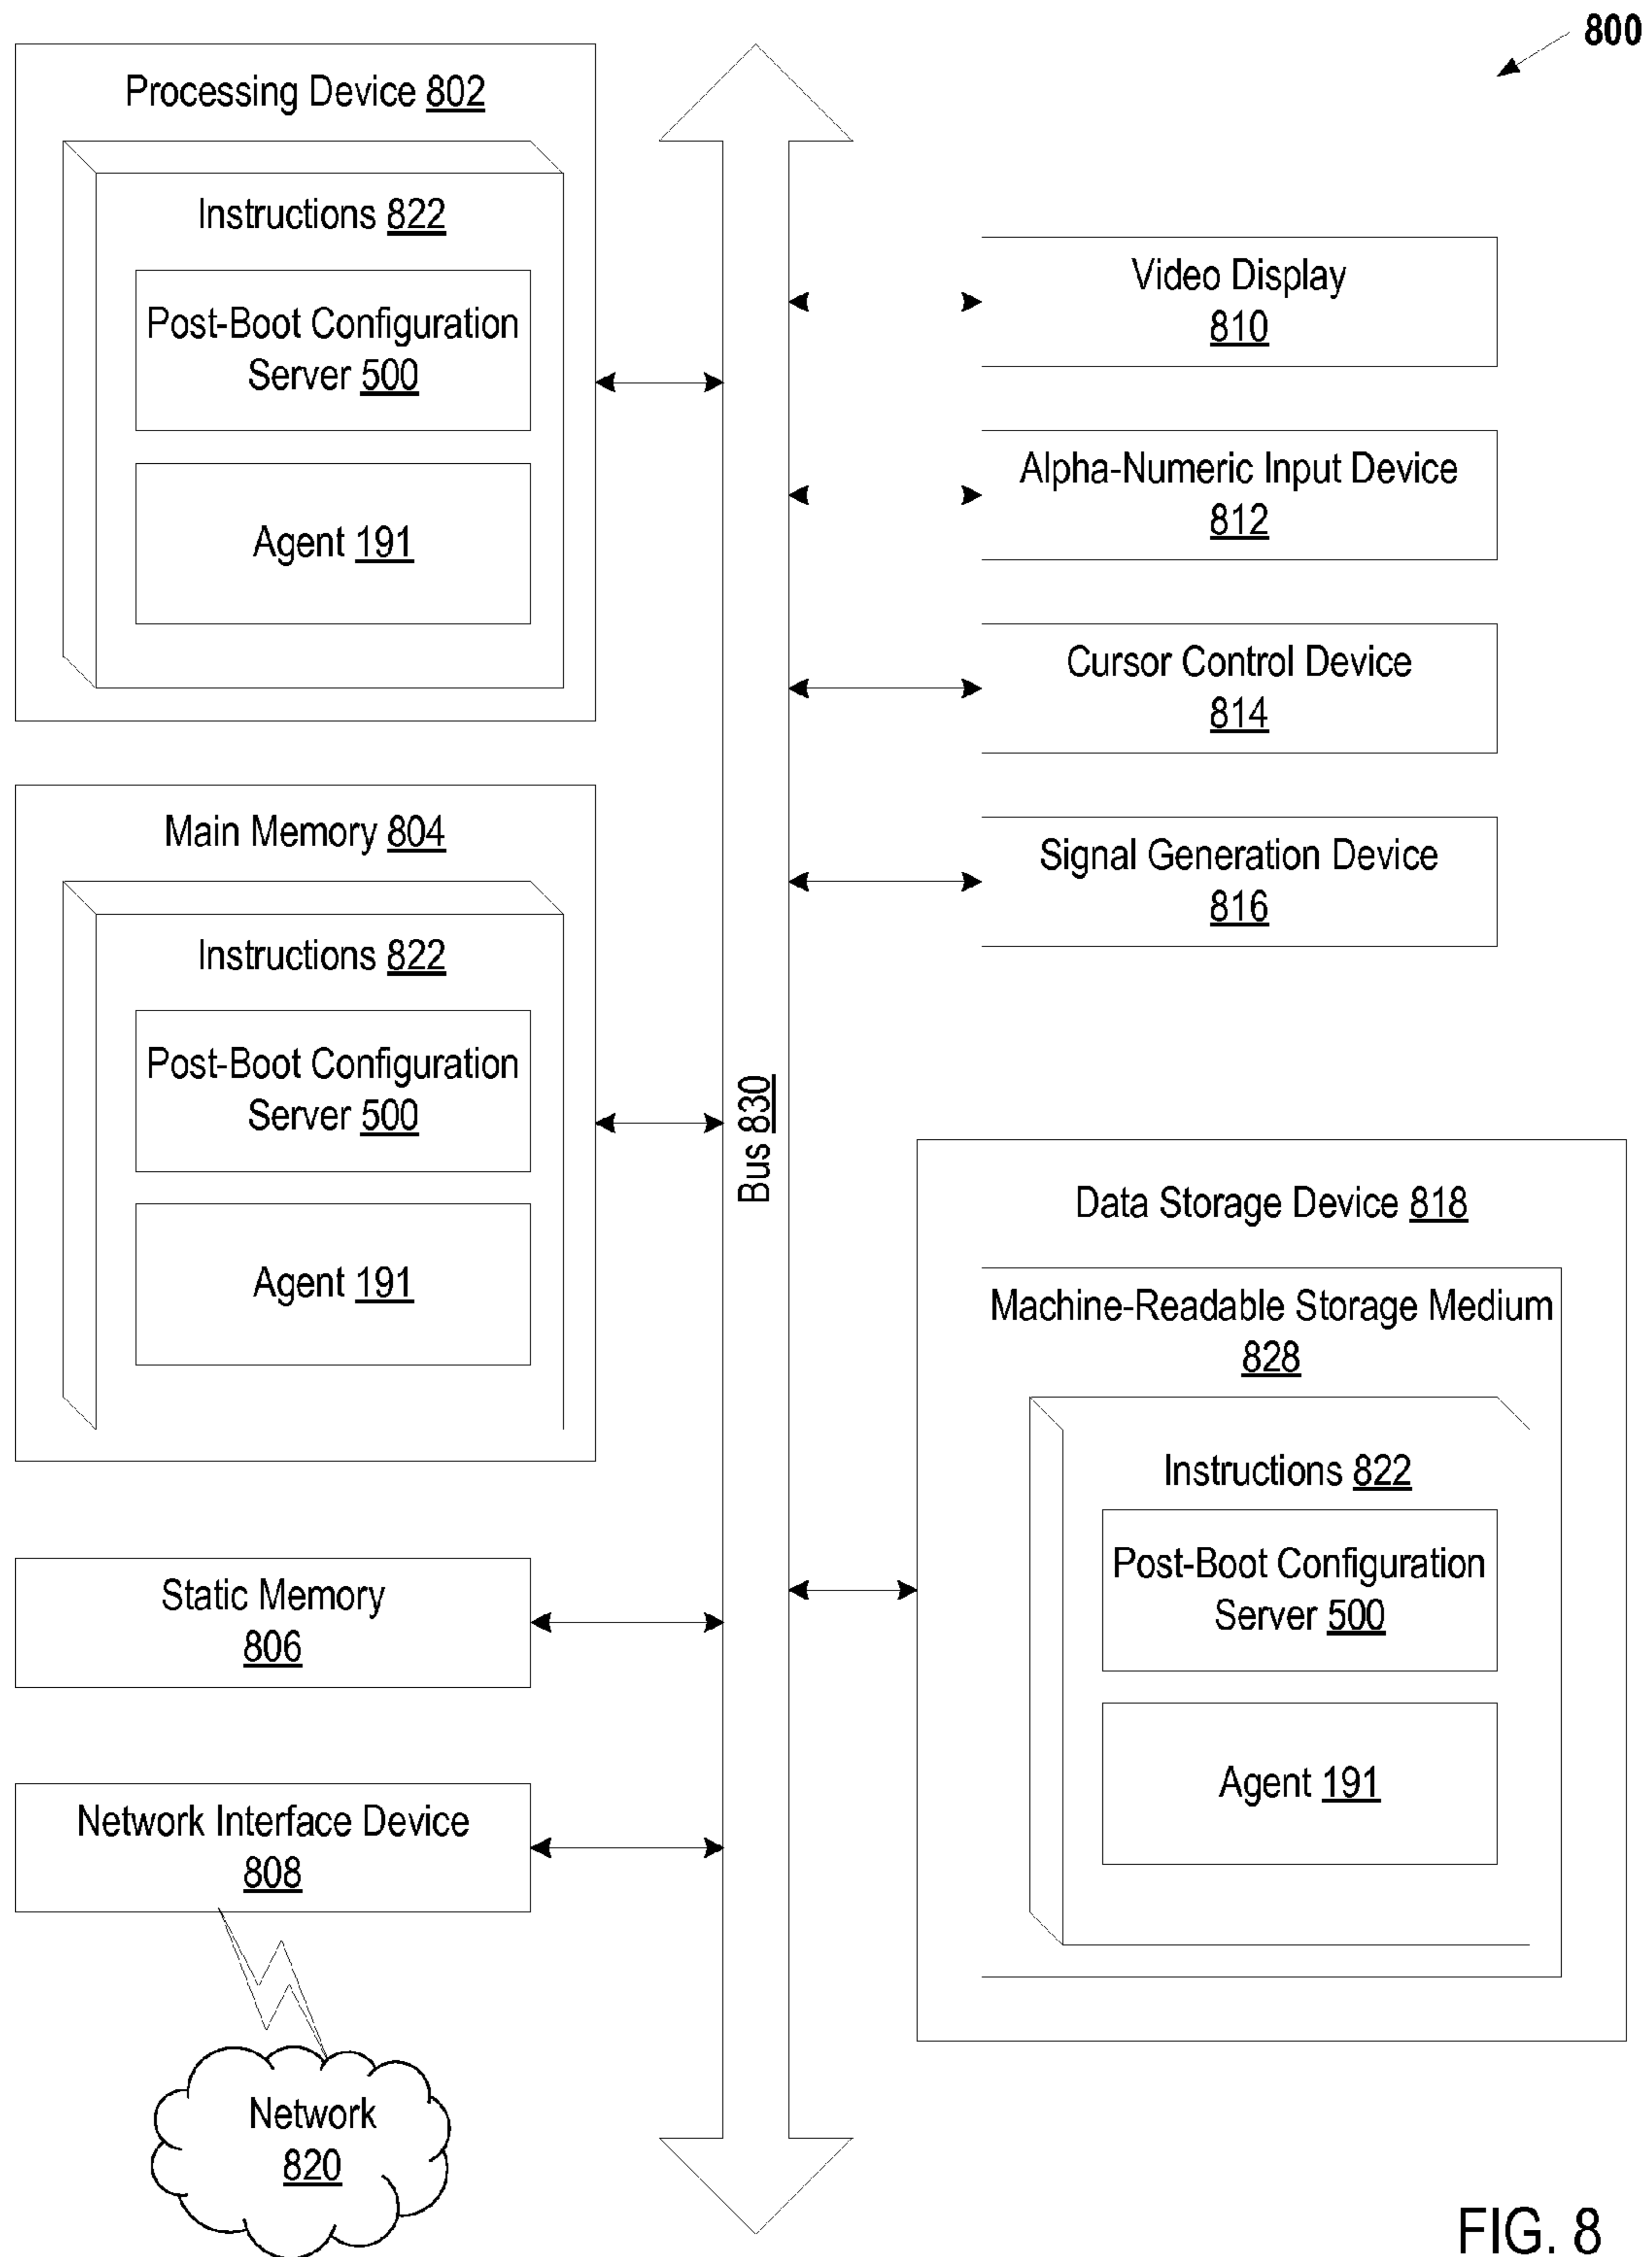 800
Processing Device 802
Instructions 822
Post-Boot Configuration
Server 500
Agent 191
Main Memory 804
Instructions 822
Post-Boot Configuration
Server 500
Agent 191
Static Memory
806
Network Interface Device
808
Network
820
Bus 830
Video Display
810
Alpha-Numeric Input Device
812
Cursor Control Device
814
Signal Generation Device
816
Data Storage Device 818
Machine-Readable Storage Medium
828
Instructions 822
Post-Boot Configuration
Server 500
Agent 191
FIG. 8